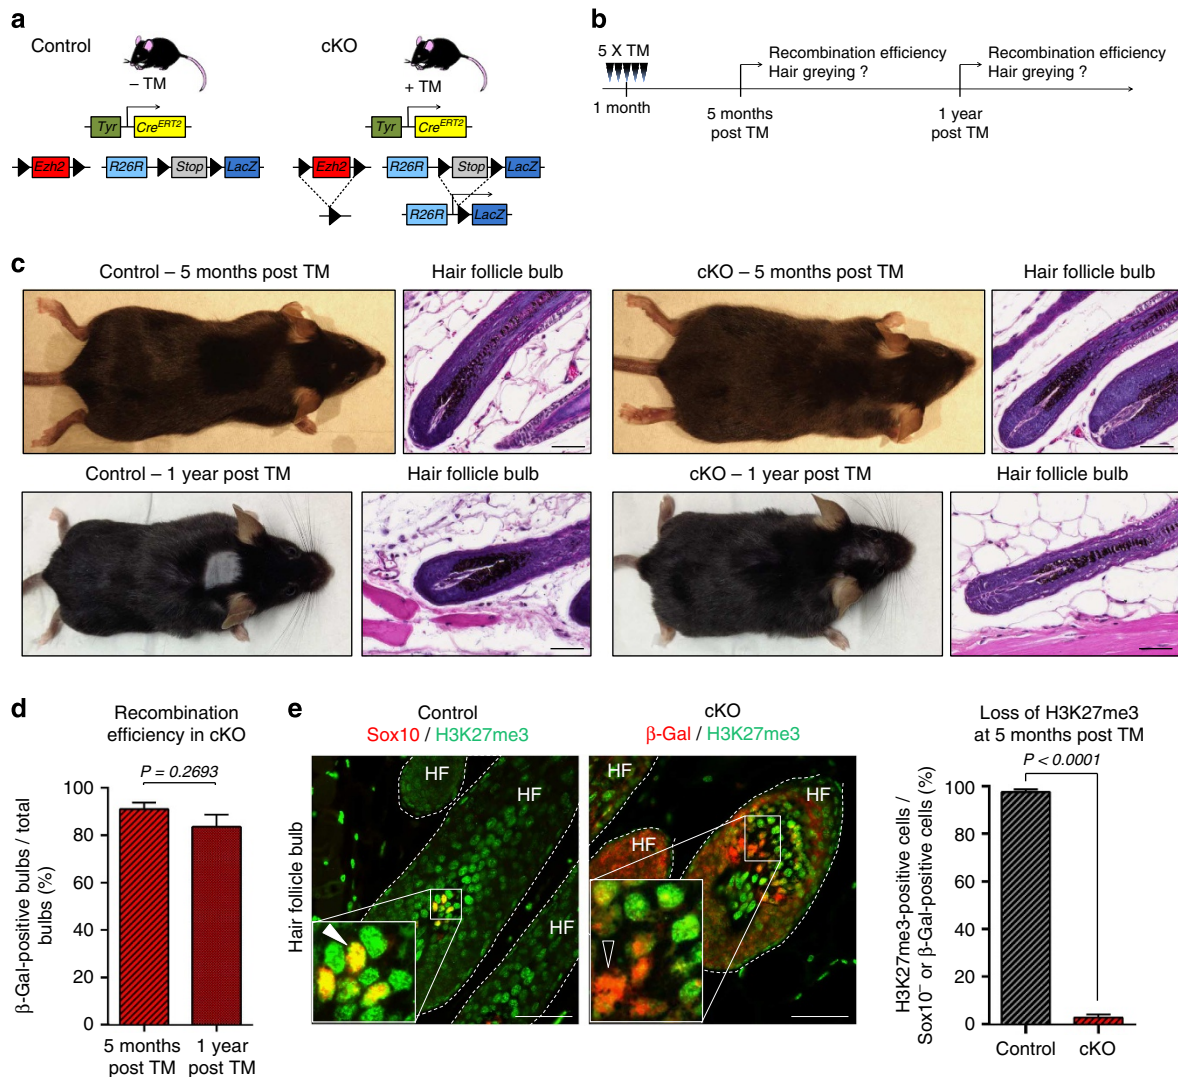 a
Control
cKO
– TM
+ TM
Tyr
Cre^ERT2
Tyr
Cre^ERT2
Ezh2
R26R
Stop
LacZ
Ezh2
R26R
Stop
LacZ
R26R
LacZ
b
5 X TM
1 month
Recombination efficiency
Hair greying ?
5 months
post TM
Recombination efficiency
Hair greying ?
1 year
post TM
c
Control – 5 months post TM
Hair follicle bulb
cKO – 5 months post TM
Hair follicle bulb
Control – 1 year post TM
Hair follicle bulb
cKO – 1 year post TM
Hair follicle bulb
d
Recombination
efficiency in cKO
P = 0.2693
β-Gal-positive bulbs / total
bulbs (%)
100
80
60
40
20
0
5 months
post TM
1 year
post TM
e
Control
Sox10 / H3K27me3
cKO
β-Gal / H3K27me3
Hair follicle bulb
HF
HF
HF
HF
HF
HF
Loss of H3K27me3
at 5 months post TM
P < 0.0001
H3K27me3-positive cells /
Sox10⁻ or β-Gal-positive cells (%)
100
80
60
40
20
0
Control
cKO